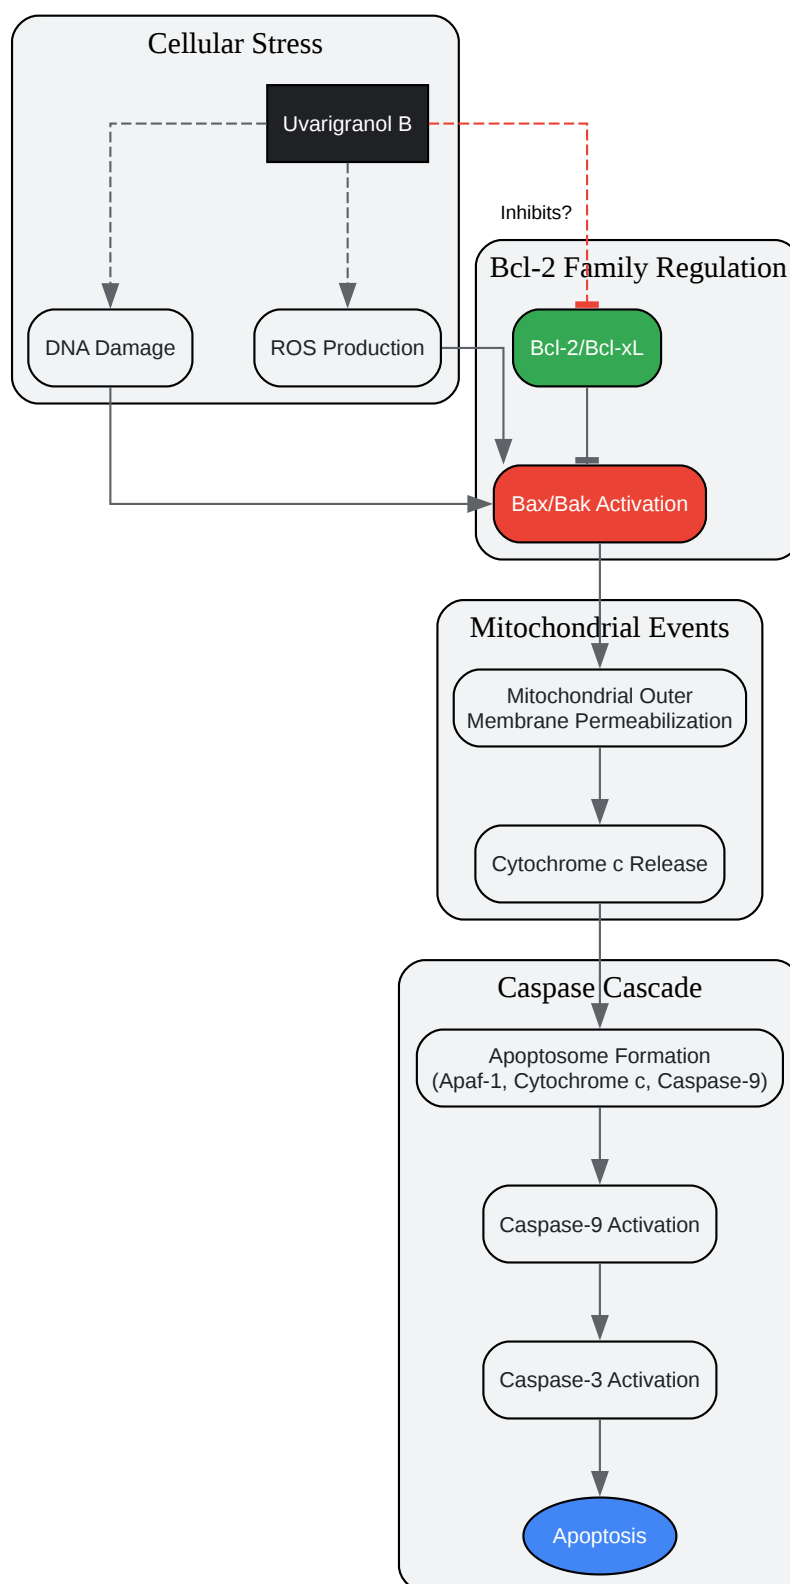 Cellular Stress
Uvarigranol B
Inhibits?
Bcl-2 Family Regulation
DNA Damage
ROS Production
Bcl-2/Bcl-xL
Bax/Bak Activation
Mitochondrial Events
Mitochondrial Outer
Membrane Permeabilization
Cytochrome c Release
Caspase Cascade
Apoptosome Formation
(Apaf-1, Cytochrome c, Caspase-9)
Caspase-9 Activation
Caspase-3 Activation
Apoptosis